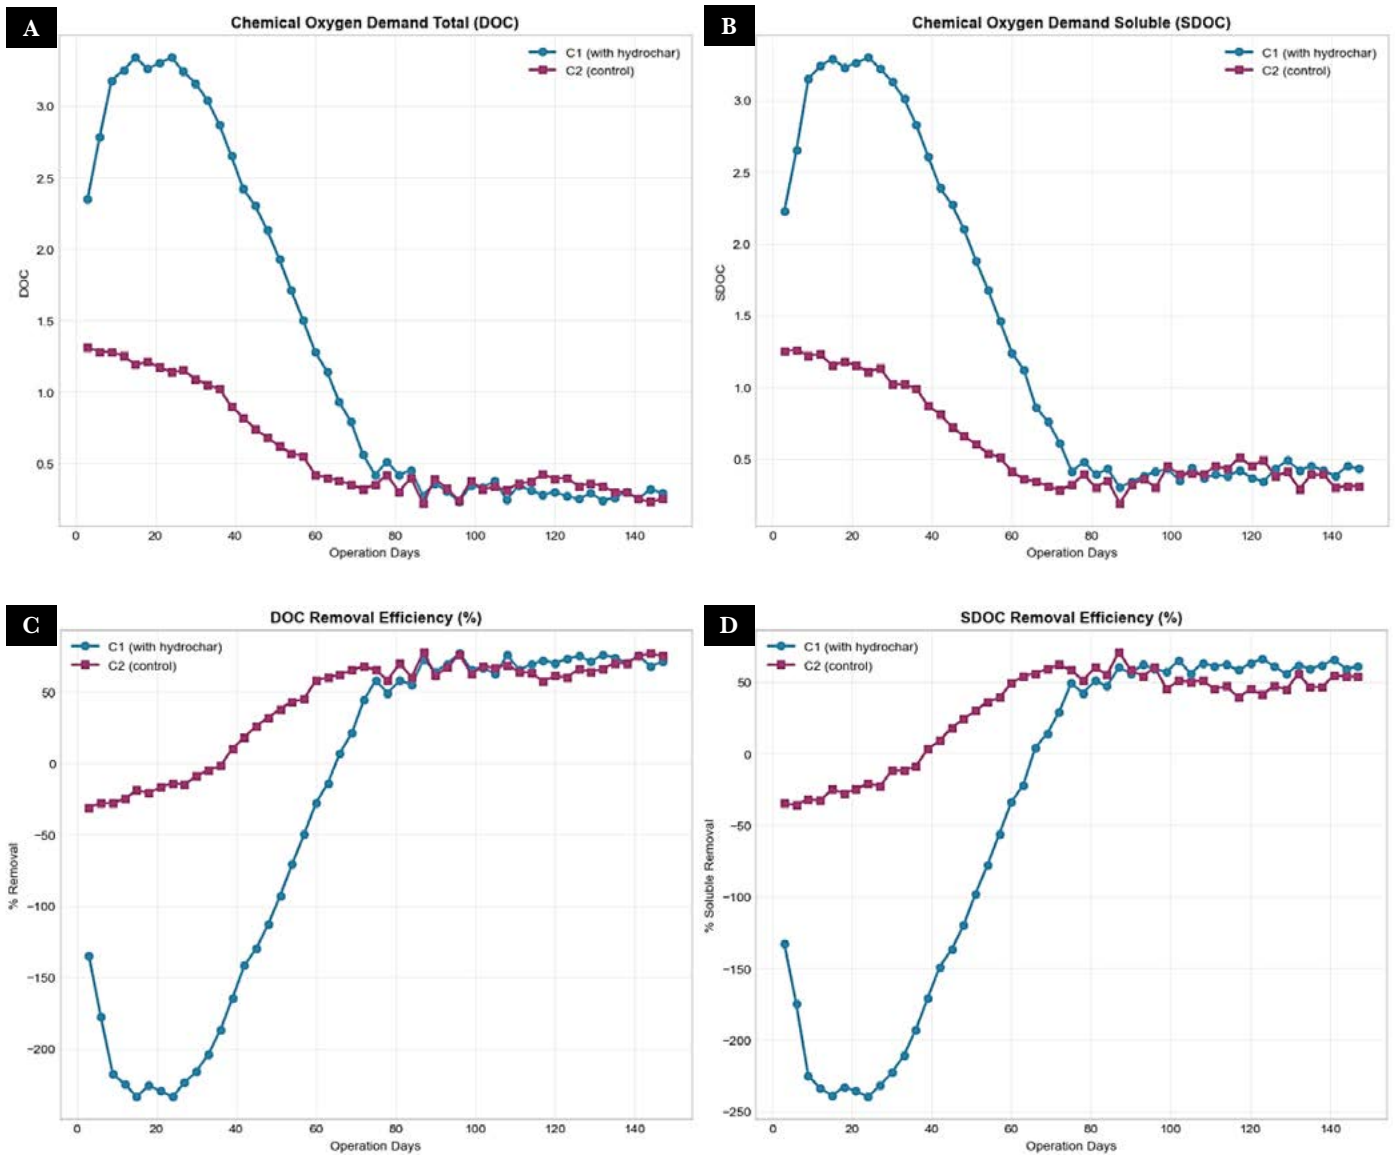 A
Chemical Oxygen Demand Total (DOC)
C1 (with hydrochar)
C2 (control)
3.0
2.5
2.0
1.5
1.0
0.5
DOC
0 20 40 60 80 100 120 140
Operation Days
B
Chemical Oxygen Demand Soluble (SDOC)
C1 (with hydrochar)
C2 (control)
3.0
2.5
2.0
1.5
1.0
0.5
SDOC
0 20 40 60 80 100 120 140
Operation Days
C
DOC Removal Efficiency (%)
C1 (with hydrochar)
C2 (control)
50
0
−50
−100
−150
−200
% Removal
0 20 40 60 80 100 120 140
Operation Days
D
SDOC Removal Efficiency (%)
C1 (with hydrochar)
C2 (control)
50
0
−50
−100
−150
−200
−250
% Soluble Removal
0 20 40 60 80 100 120 140
Operation Days